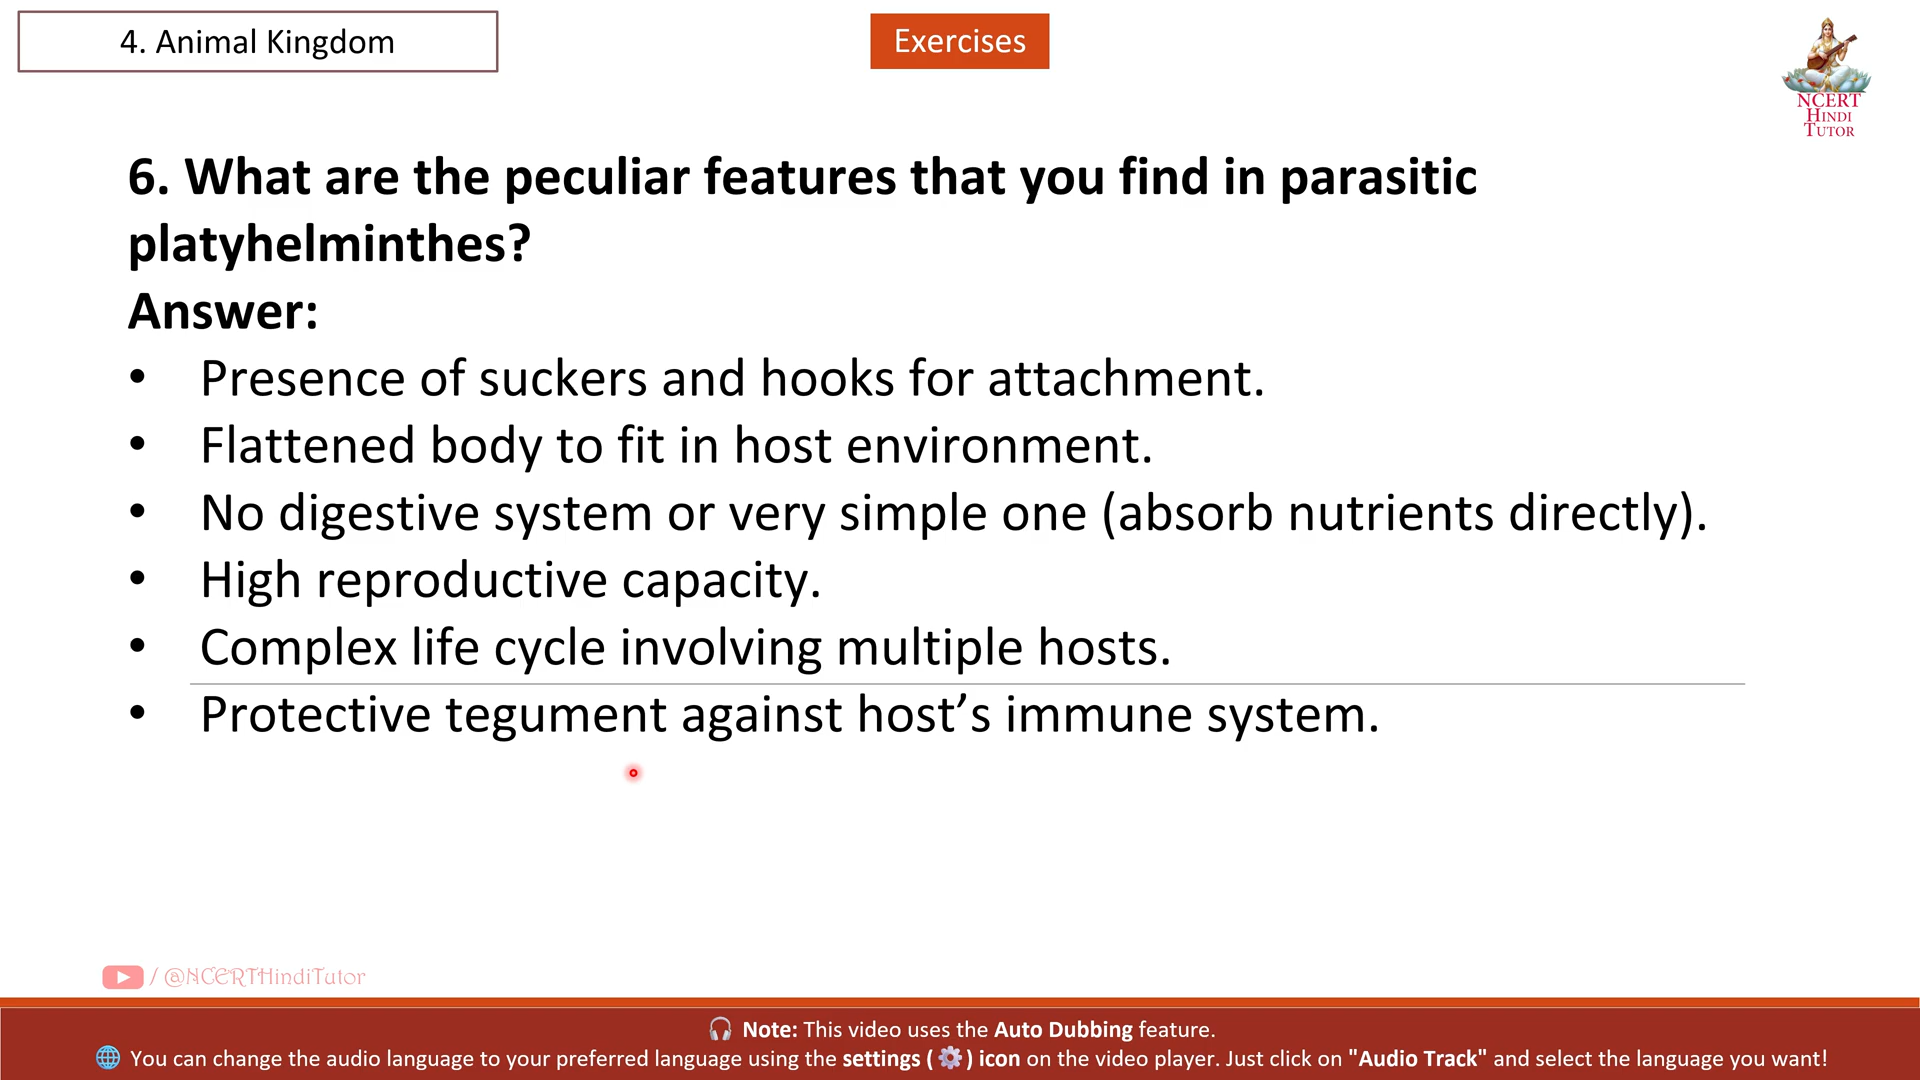 4. Animal Kingdom
Exercises
NCERT
HINDI
TUTOR
6. What are the peculiar features that you find in parasitic
platyhelminthes?
Answer:
• Presence of suckers and hooks for attachment.
• Flattened body to fit in host environment.
• No digestive system or very simple one (absorb nutrients directly).
• High reproductive capacity.
• Complex life cycle involving multiple hosts.
• Protective tegument against host’s immune system.
/ @NCERTHindiTutor
🎧 Note: This video uses the Auto Dubbing feature.
🌐 You can change the audio language to your preferred language using the settings ( ⚙️ ) icon on the video player. Just click on "Audio Track" and select the language you want!